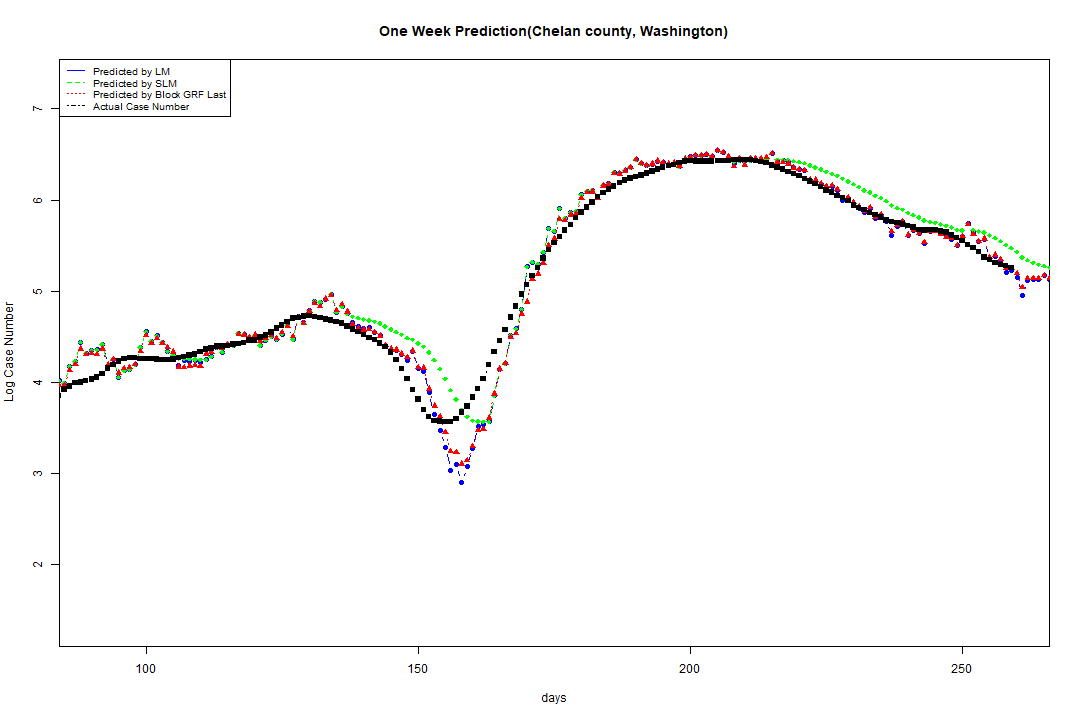 One Week Prediction(Chelan county, Washington)
Predicted by LM
Predicted by SLM
Predicted by Block GRF Last
Actual Case Number
7
6
5
4
3
2
Log Case Number
100 150 200 250
days